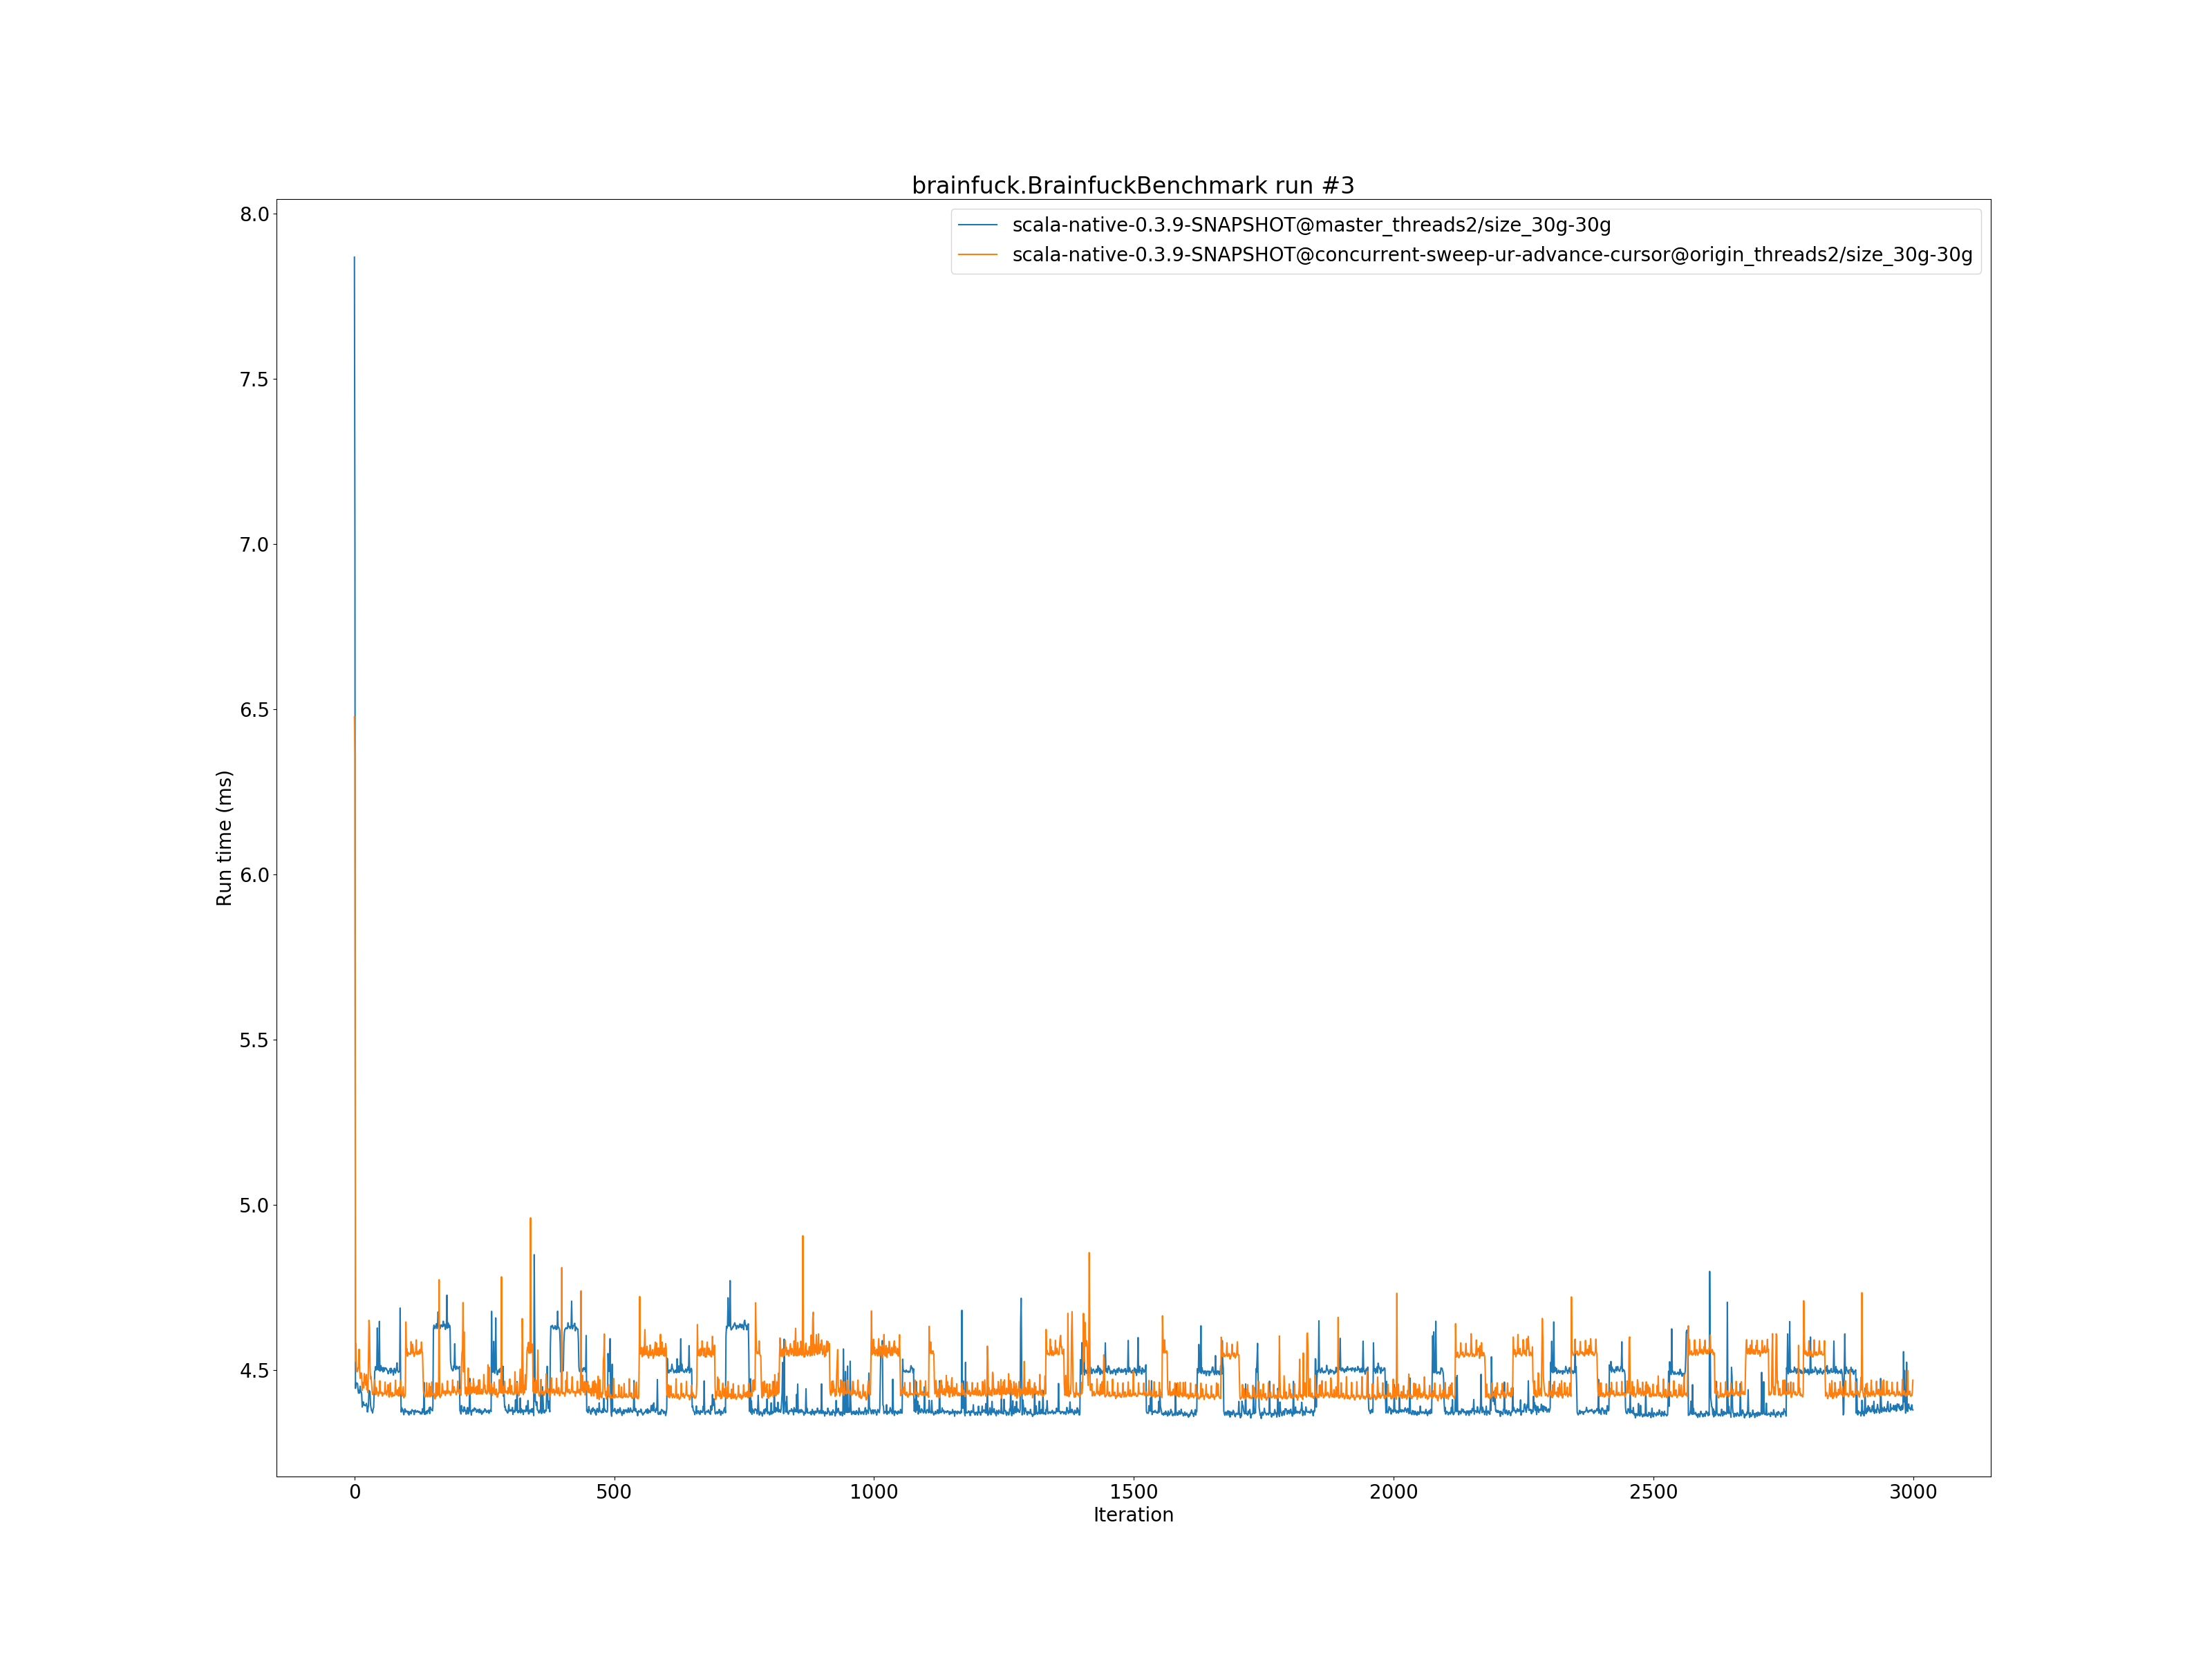 brainfuck.BrainfuckBenchmark run #3
scala-native-0.3.9-SNAPSHOT@master_threads2/size_30g-30g
scala-native-0.3.9-SNAPSHOT@concurrent-sweep-ur-advance-cursor@origin_threads2/size_30g-30g
8.0
7.5
7.0
6.5
6.0
5.5
5.0
4.5
Run time (ms)
0 500 1000 1500 2000 2500 3000
Iteration